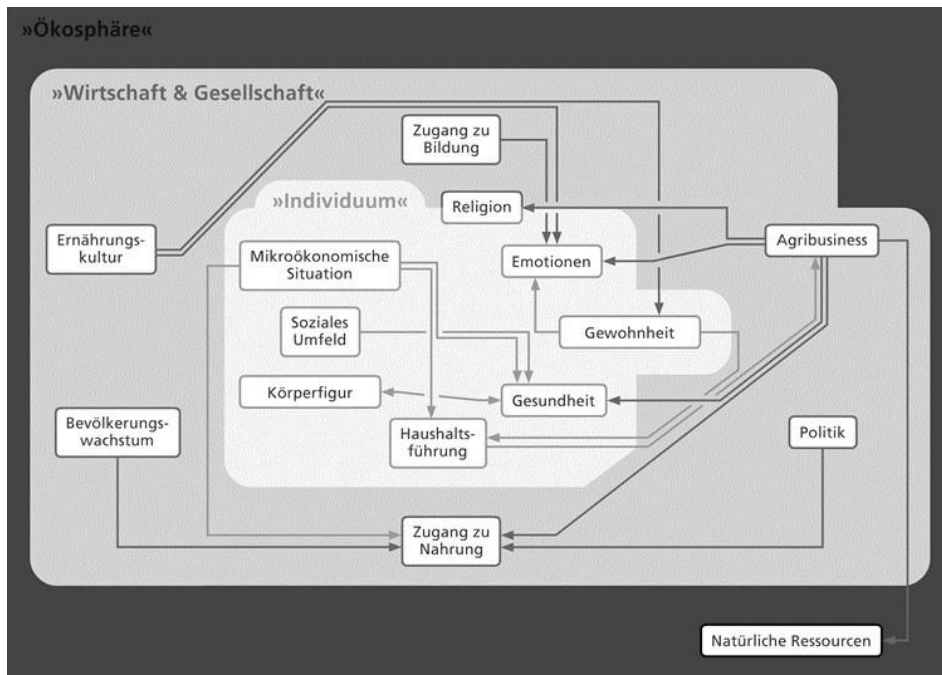 »Ökosphäre«
»Wirtschaft & Gesellschaft«
Zugang zu
Bildung
»Individuum«
Religion
Ernährungs-
kultur
Mikroökonomische
Situation
Emotionen
Agribusiness
Soziales
Umfeld
Gewohnheit
Körperfigur
Gesundheit
Bevölkerungs-
wachstum
Haushalts-
führung
Politik
Zugang zu
Nahrung
Natürliche Ressourcen